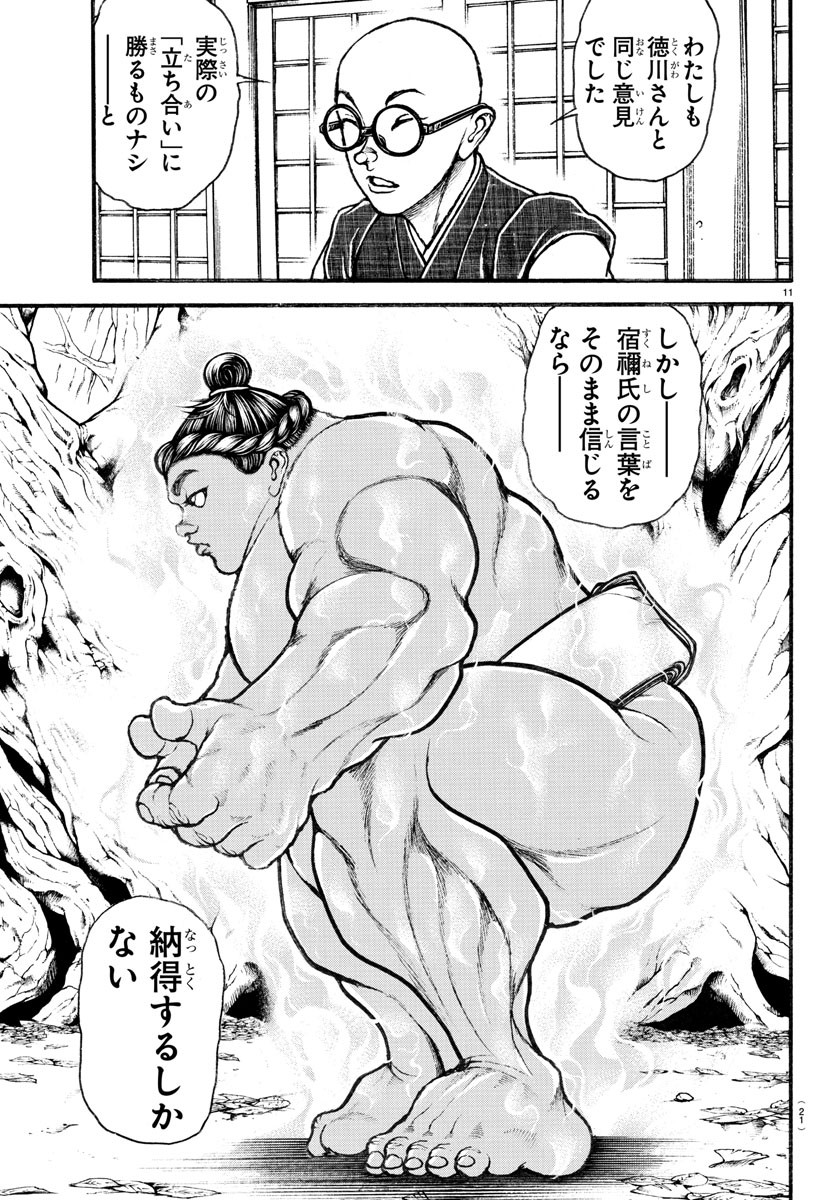 わたしも
徳川さんと
同じ意見
でした
実際の
「立ち合い」に
勝るものナシ
――と
11
しかし――
宿禰氏の言葉を
そのまま信じる
なら――
納得するしか
ない
(21)